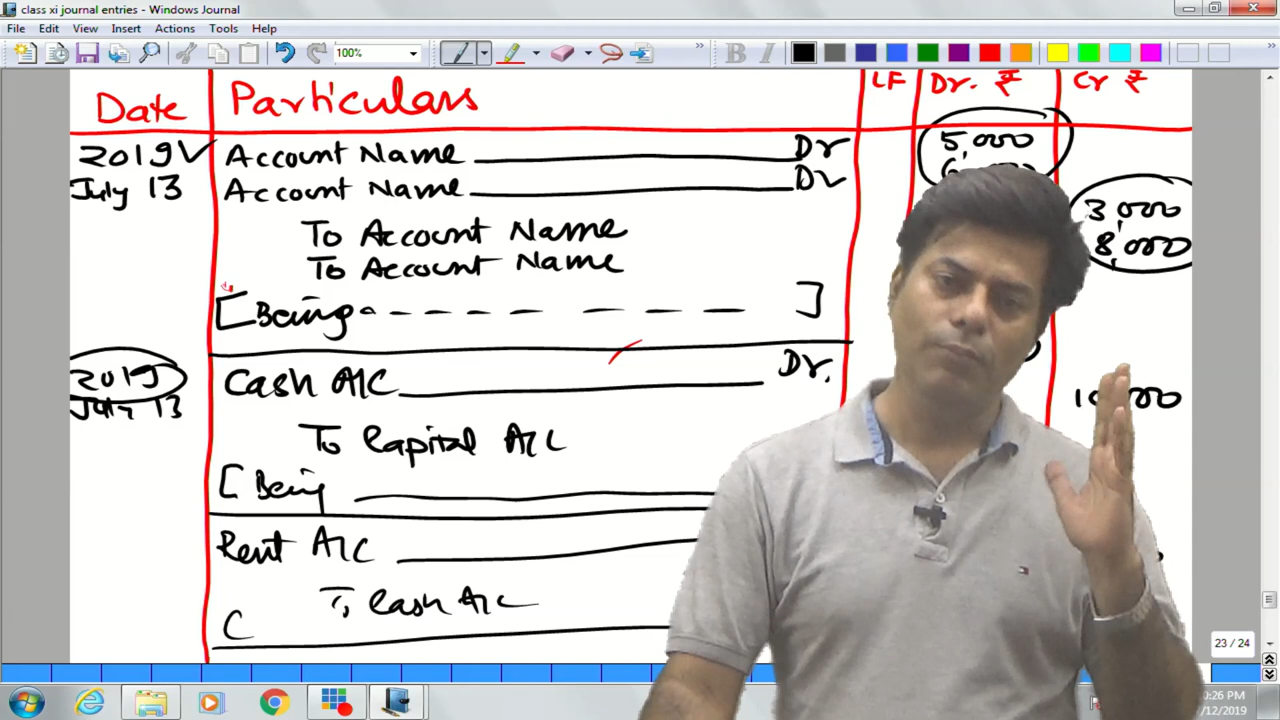 class xi journal entries - Windows Journal
File Edit View Insert Actions Tools Help
100%
Date Particulars LF Dr. ₹ Cr ₹
2019 Account Name Dr 5,000
July 13 Account Name Dr
3,000
To Account Name
8,000
To Account Name
[Being ]
2019 Cash A/C Dr.
July 13
To Capital A/C
[Being
Rent A/C
To Cash A/C
23 / 24
/12/2019